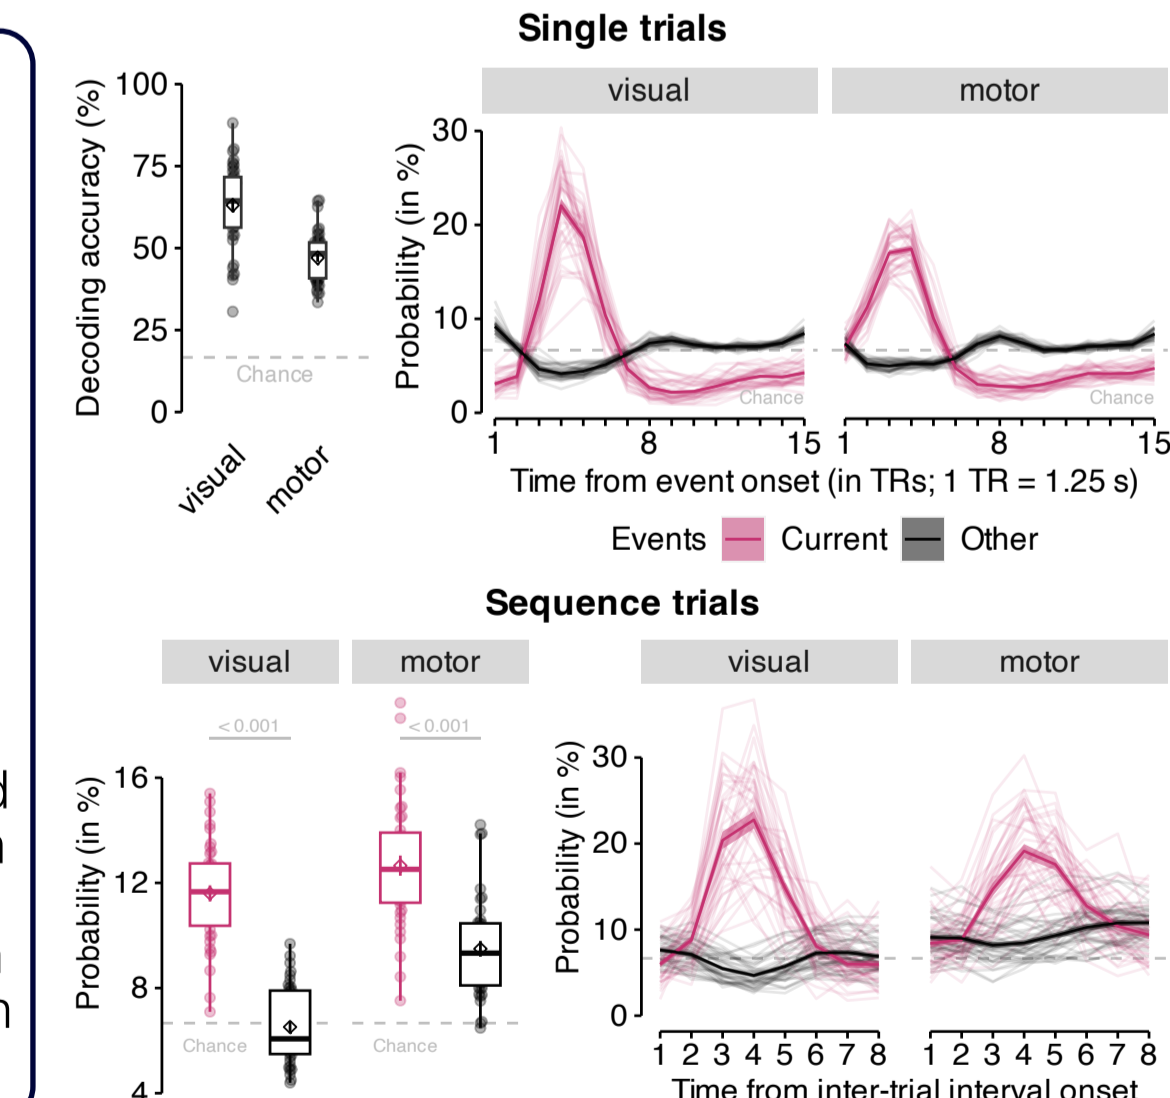 Single trials
Decoding accuracy (%)
100
75
50
25
0
Chance
visual
motor
visual
motor
Probability (in %)
30
20
10
0
Chance
Chance
1 8 15
1 8 15
Time from event onset (in TRs; 1 TR = 1.25 s)
Events Current Other
Sequence trials
visual
motor
Probability (in %)
16
12
8
4
< 0.001
< 0.001
Chance
Chance
visual
motor
Probability (in %)
30
20
10
0
1 2 3 4 5 6 7 8
1 2 3 4 5 6 7 8
Time from inter-trial interval onset